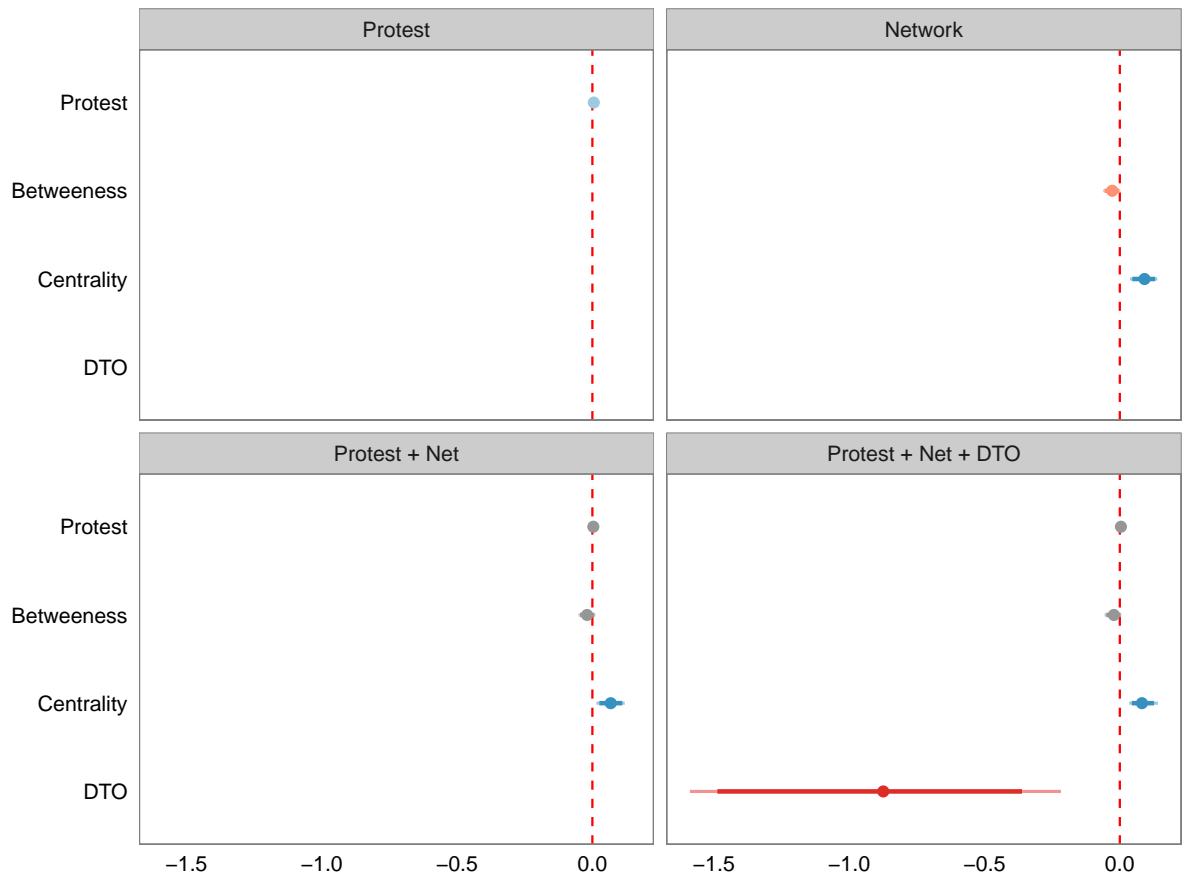 Protest Network
Protest
Betweeness
Centrality
DTO
Protest + Net Protest + Net + DTO
Protest
Betweeness
Centrality
DTO
−1.5 −1.0 −0.5 0.0 −1.5 −1.0 −0.5 0.0